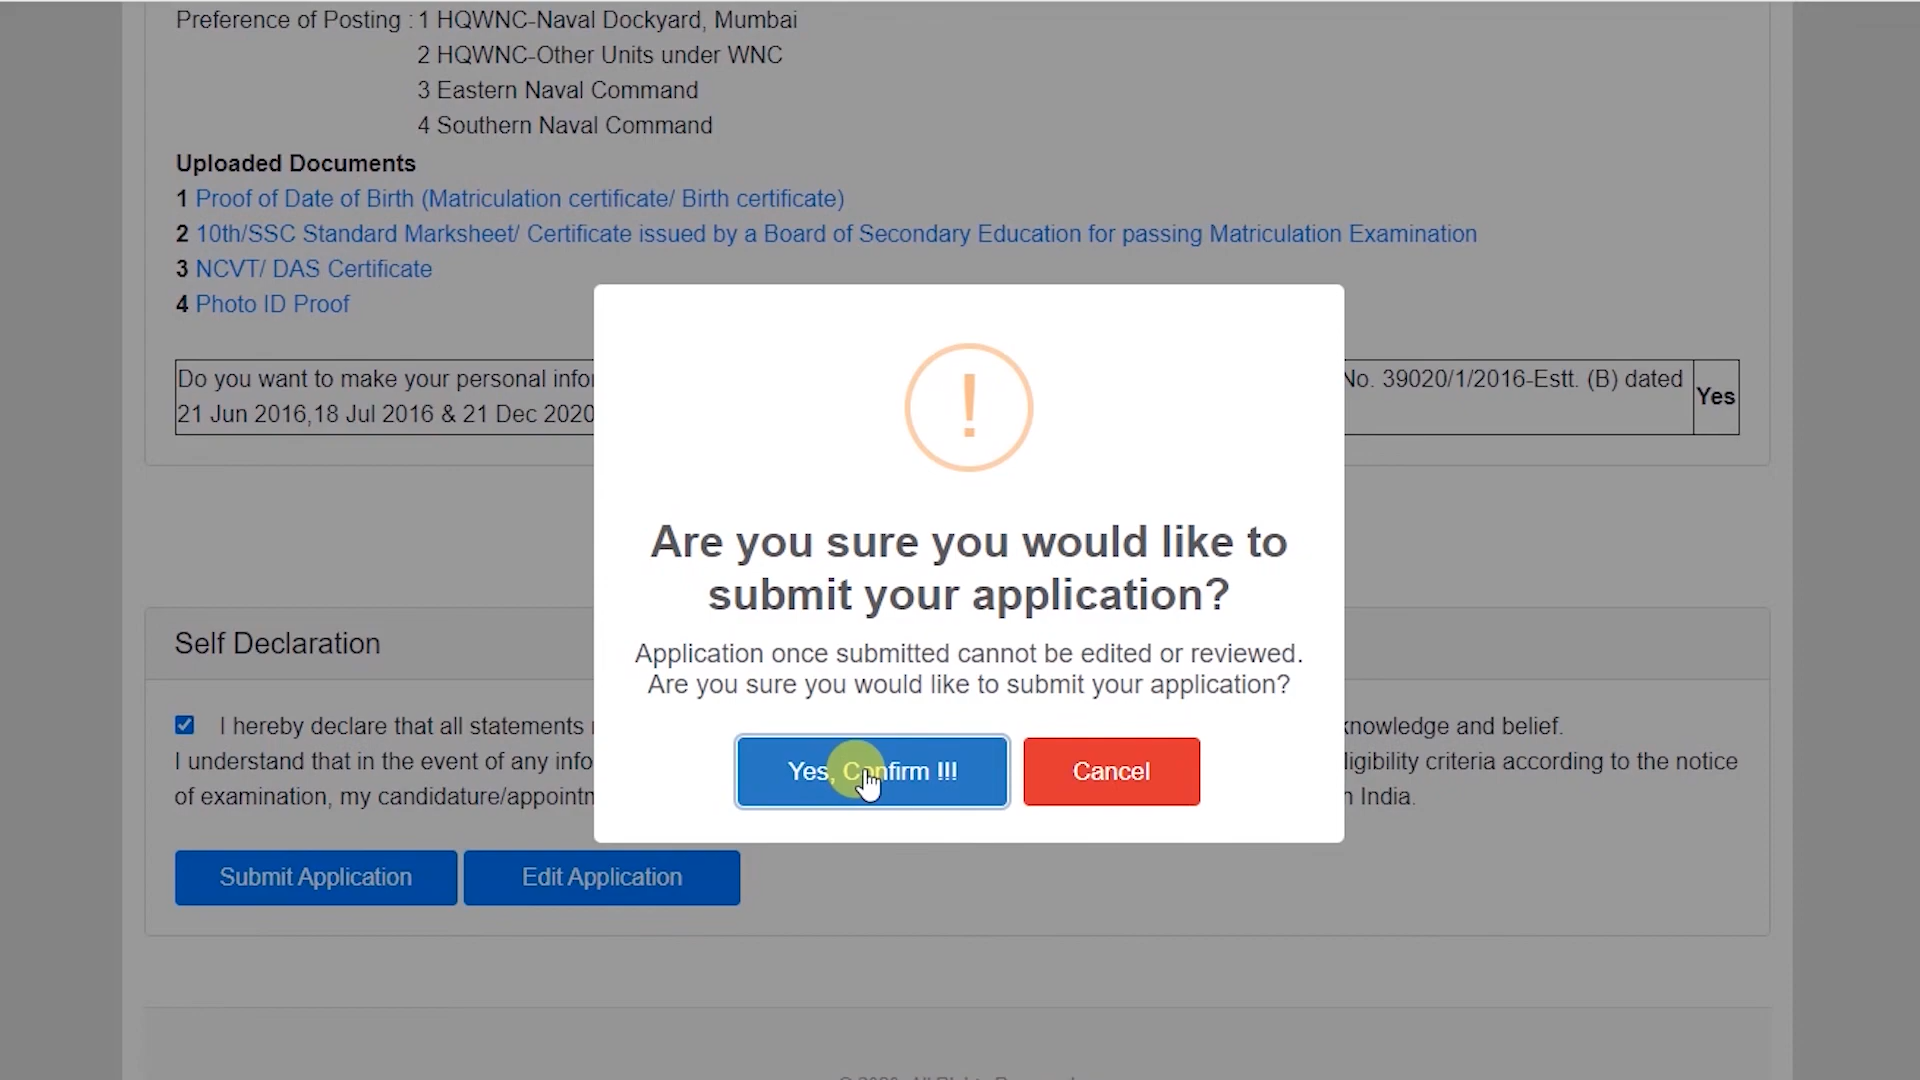 Preference of Posting : 1 HQWNC-Naval Dockyard, Mumbai
2 HQWNC-Other Units under WNC
3 Eastern Naval Command
4 Southern Naval Command
Uploaded Documents
1 Proof of Date of Birth (Matriculation certificate/ Birth certificate)
2 10th/SSC Standard Marksheet/ Certificate issued by a Board of Secondary Education for passing Matriculation Examination
3 NCVT/ DAS Certificate
4 Photo ID Proof
Do you want to make your personal No. 39020/1/2016-Estt. (B) dated
21 Jun 2016,18 Jul 2016 & 21 Dec 2020
Yes
!
Are you sure you would like to
submit your application?
Application once submitted cannot be edited or reviewed.
Are you sure you would like to submit your application?
Yes, Confirm !!!
Cancel
Self Declaration
I hereby declare that all statements knowledge and belief.
I understand that in the event of any criteria according to the notice
of examination, my India.
Submit Application
Edit Application